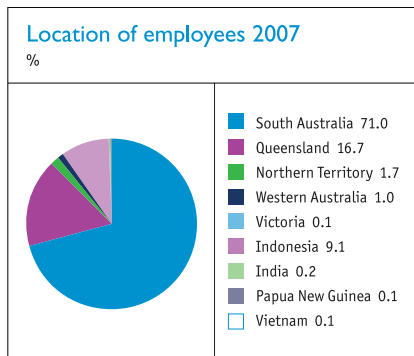 Location of employees 2007
%
South Australia 71.0
Queensland 16.7
Northern Territory 1.7
Western Australia 1.0
Victoria 0.1
Indonesia 9.1
India 0.2
Papua New Guinea 0.1
Vietnam 0.1